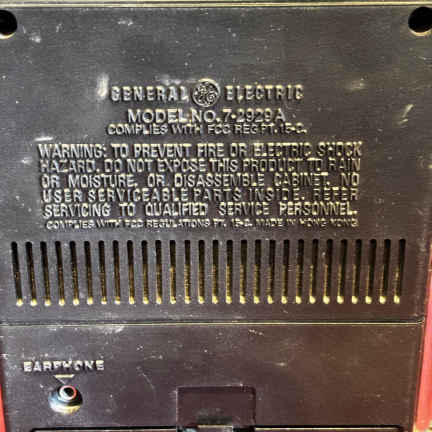 GENERAL GE ELECTRIC
MODEL NO. 7-2929A
COMPLIES WITH FCC REG PT. 15-C.
WARNING: TO PREVENT FIRE OR ELECTRIC SHOCK
HAZARD, DO NOT EXPOSE THIS PRODUCT TO RAIN
OR MOISTURE, OR DISASSEMBLE CABINET. NO
USER SERVICEABLE PARTS INSIDE. REFER
SERVICING TO QUALIFIED SERVICE PERSONNEL.
COMPLIES WITH FCC REGULATIONS PT. 15-C. MADE IN HONG KONG
EARPHONE